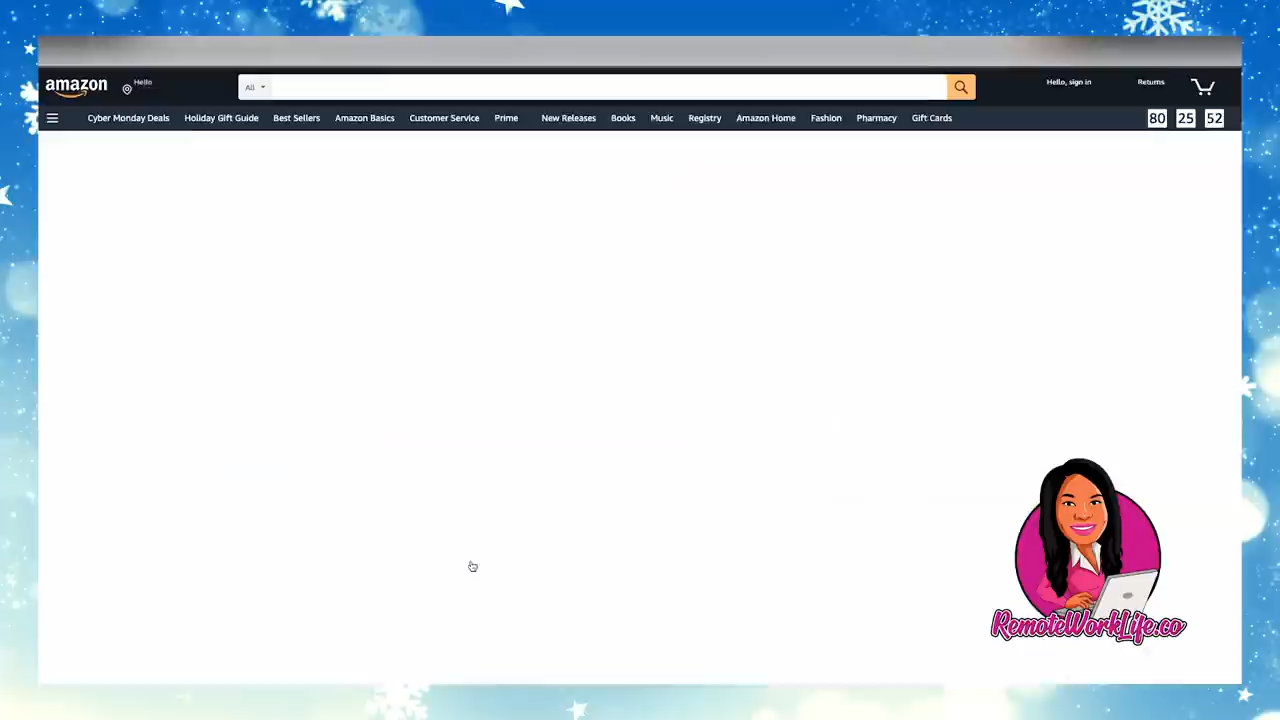 amazon
Hello
All
Hello, sign in
Returns
Cyber Monday Deals Holiday Gift Guide Best Sellers Amazon Basics Customer Service Prime New Releases Books Music Registry Amazon Home Fashion Pharmacy Gift Cards 80 25 52
RemoteWorkLife.co